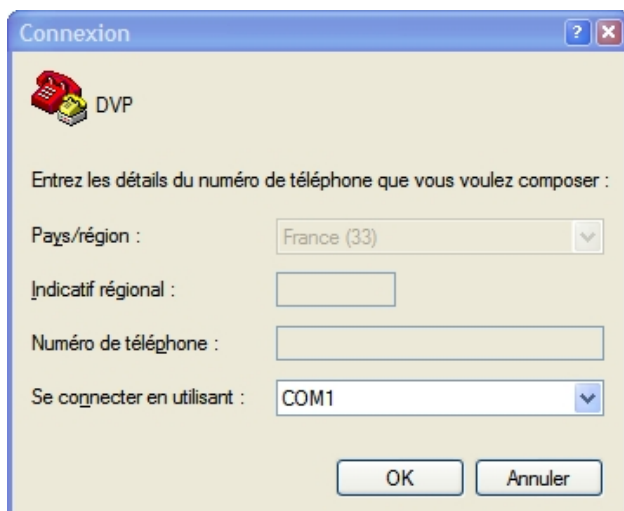 Connexion
DVP
Entrez les détails du numéro de téléphone que vous voulez composer :
Pays/région :
France (33)
Indicatif régional :
Numéro de téléphone :
Se connecter en utilisant :
COM1
OK
Annuler